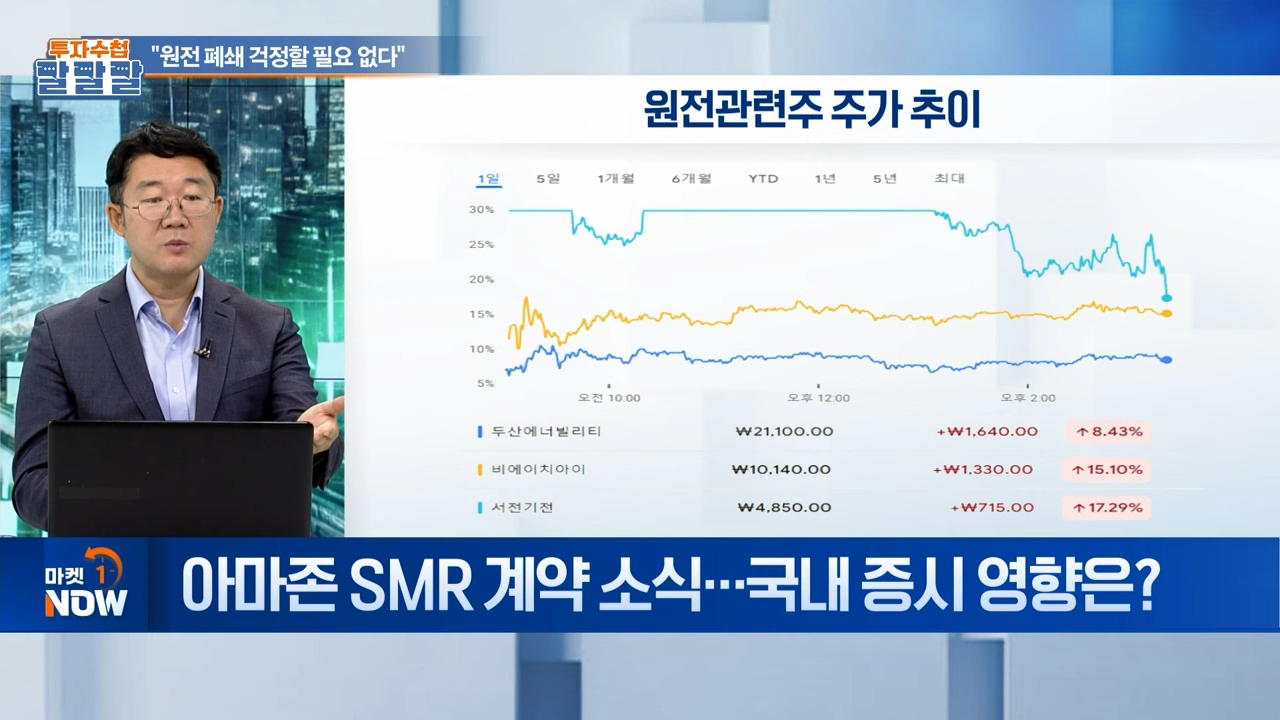 투자수첩
팔팔팔
"원전 폐쇄 걱정할 필요 없다"
원전관련주 주가 추이
1일 5일 1개월 6개월 YTD 1년 5년 최대
30%
25%
20%
15%
10%
5%
오전 10:00 오후 12:00 오후 2:00
두산에너빌리티 ₩21,100.00 +₩1,640.00 ↑8.43%
비에이치아이 ₩10,140.00 +₩1,330.00 ↑15.10%
서전기전 ₩4,850.00 +₩715.00 ↑17.29%
마켓 1
NOW
아마존 SMR 계약 소식…국내 증시 영향은?